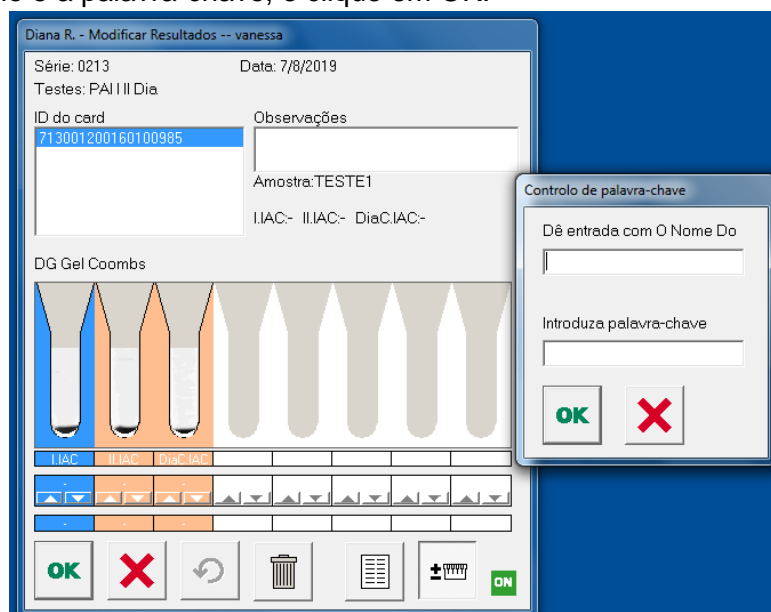 e a palavra-chave, e clique em OK.
Diana R. - Modificar Resultados -- vanessa
Série: 0213 Data: 7/8/2019
Testes: PAI I II Dia
ID do card Observações
713001200160100985
Amostra:TESTE1
I.IAC:- II.IAC:- DiaC.IAC:-
DG Gel Coombs
I.IAC II.IAC DiaC.IAC
- - -
- - -
OK ± ON
Controlo de palavra-chave
Dê entrada com O Nome Do
Introduza palavra-chave
OK